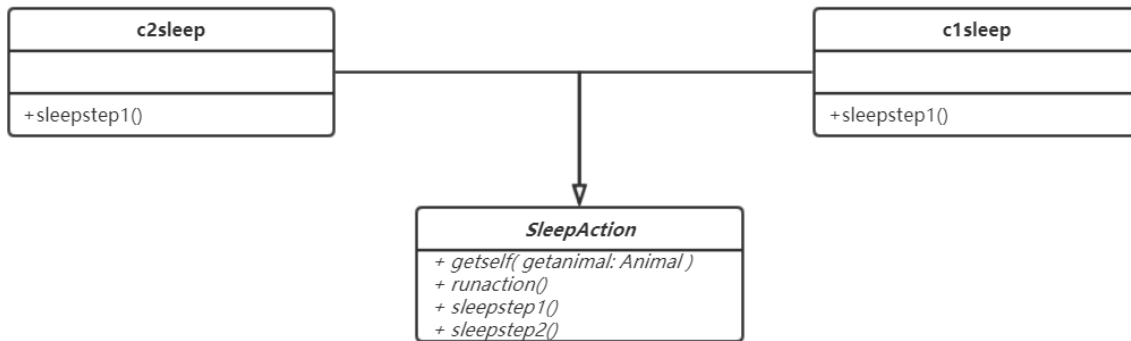 c2sleep
+sleepstep1()
c1sleep
+sleepstep1()
SleepAction
+ getself( getanimal: Animal )
+ runaction()
+ sleepstep1()
+ sleepstep2()